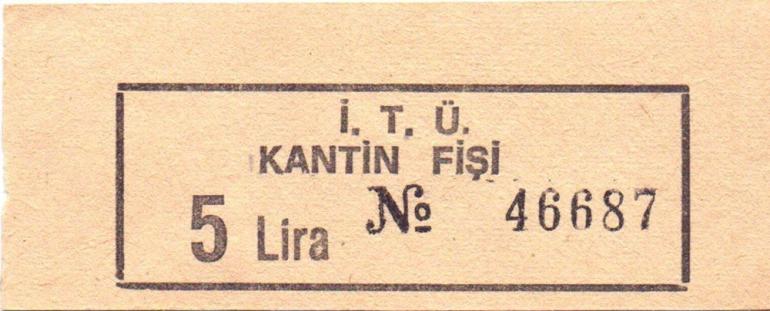 İ. T. Ü.
KANTİN FİŞİ
5 Lira № 46687